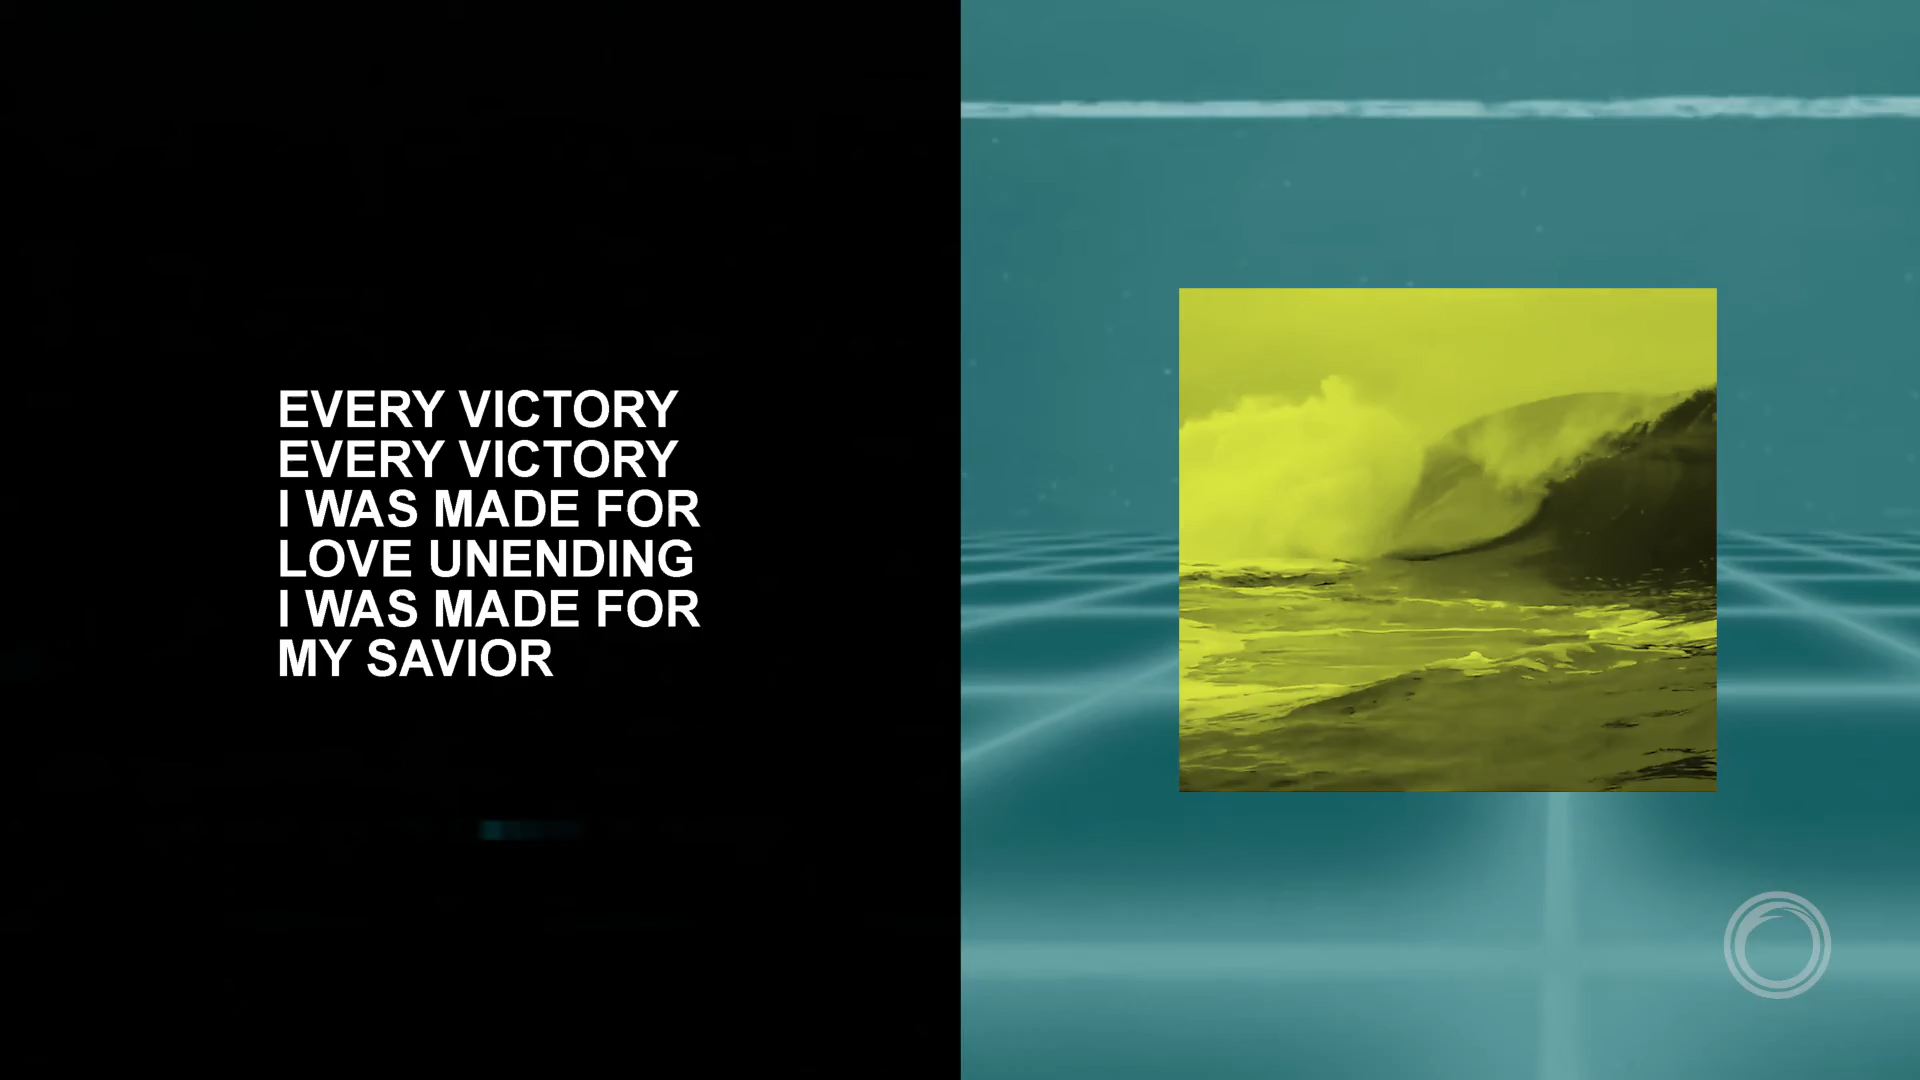 EVERY VICTORY
EVERY VICTORY
I WAS MADE FOR
LOVE UNENDING
I WAS MADE FOR
MY SAVIOR